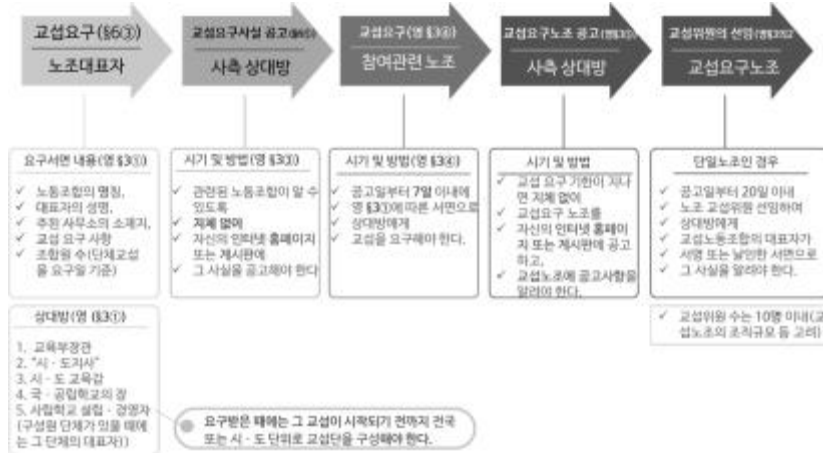 교섭요구(§6③)
노조대표자
교섭요구사실 공고
사측 상대방
교섭요구(영 §3④)
참여관련 노조
교섭요구노조 공고
사측 상대방
교섭위원의 선임
교섭요구노조
요구서면 내용(영 §3①)
✓ 노동조합의 명칭,
✓ 대표자의 성명,
✓ 주된 사무소의 소재지,
✓ 교섭 요구 사항
✓ 조합원 수(단체교섭
을 요구일 기준)
시기 및 방법(영 §3③)
✓ 관련된 노동조합이 알 수
있도록
✓ 지체 없이
✓ 자신의 인터넷 홈페이지
또는 게시판에
✓ 그 사실을 공고해야 한다
시기 및 방법(영 §3④)
✓ 공고일부터 7일 이내에
✓ 영 §3①에 따른 서면으로
✓ 상대방에게
✓ 교섭을 요구해야 한다.
시기 및 방법
✓ 교섭 요구 기한이 지나
면 지체 없이
✓ 교섭요구 노조를
✓ 자신의 인터넷 홈페이
지 또는 게시판에 공고
하고,
✓ 교섭노조에 공고사항을
알려야 한다.
단일노조인 경우
✓ 공고일부터 20일 이내
✓ 노조 교섭위원 선임하여
✓ 상대방에게
✓ 교섭노동조합의 대표자가
✓ 서명 또는 날인한 서면으로
✓ 그 사실을 알려야 한다.
✓ 교섭위원 수는 10명 이내(교
섭노조의 조직규모 등 고려)
상대방(영 §3①)
1. 교육부장관
2. "시·도지사"
3. 시·도 교육감
4. 국·공립학교의 장
5. 사립학교 설립·경영자
(구성원 단체가 있을 때에
는 그 단체의 대표자))
요구받은 때에는 그 교섭이 시작되기 전까지 전국
또는 시·도 단위로 교섭단을 구성해야 한다.